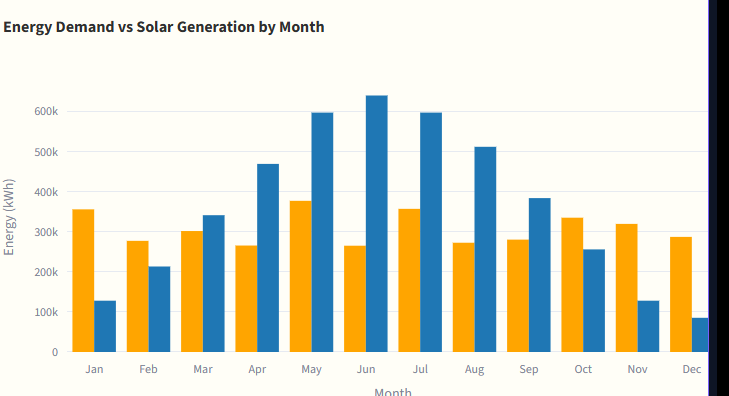 Energy Demand vs Solar Generation by Month
Energy (kWh)
600k
500k
400k
300k
200k
100k
0
Jan Feb Mar Apr May Jun Jul Aug Sep Oct Nov Dec
Month